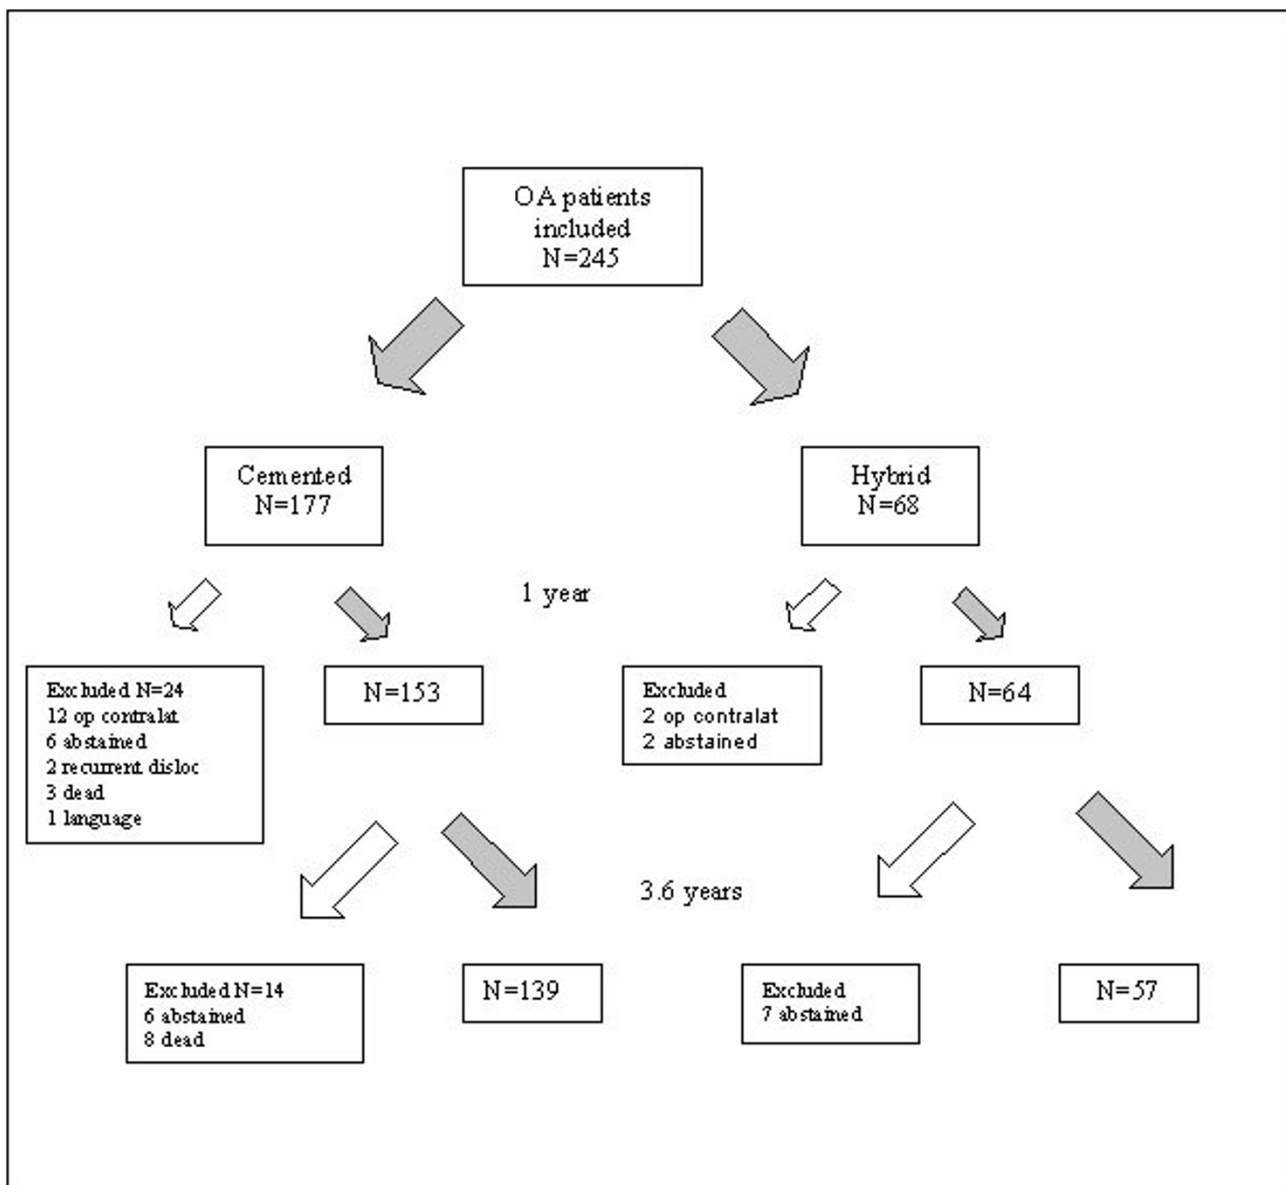 OA patients
included
N=245
Cemented
N=177
Hybrid
N=68
1 year
Excluded N=24
12 op contralat
6 abstained
2 recurrent disloc
3 dead
1 language
N=153
Excluded
2 op contralat
2 abstained
N=64
3.6 years
Excluded N=14
6 abstained
8 dead
N=139
Excluded
7 abstained
N=57